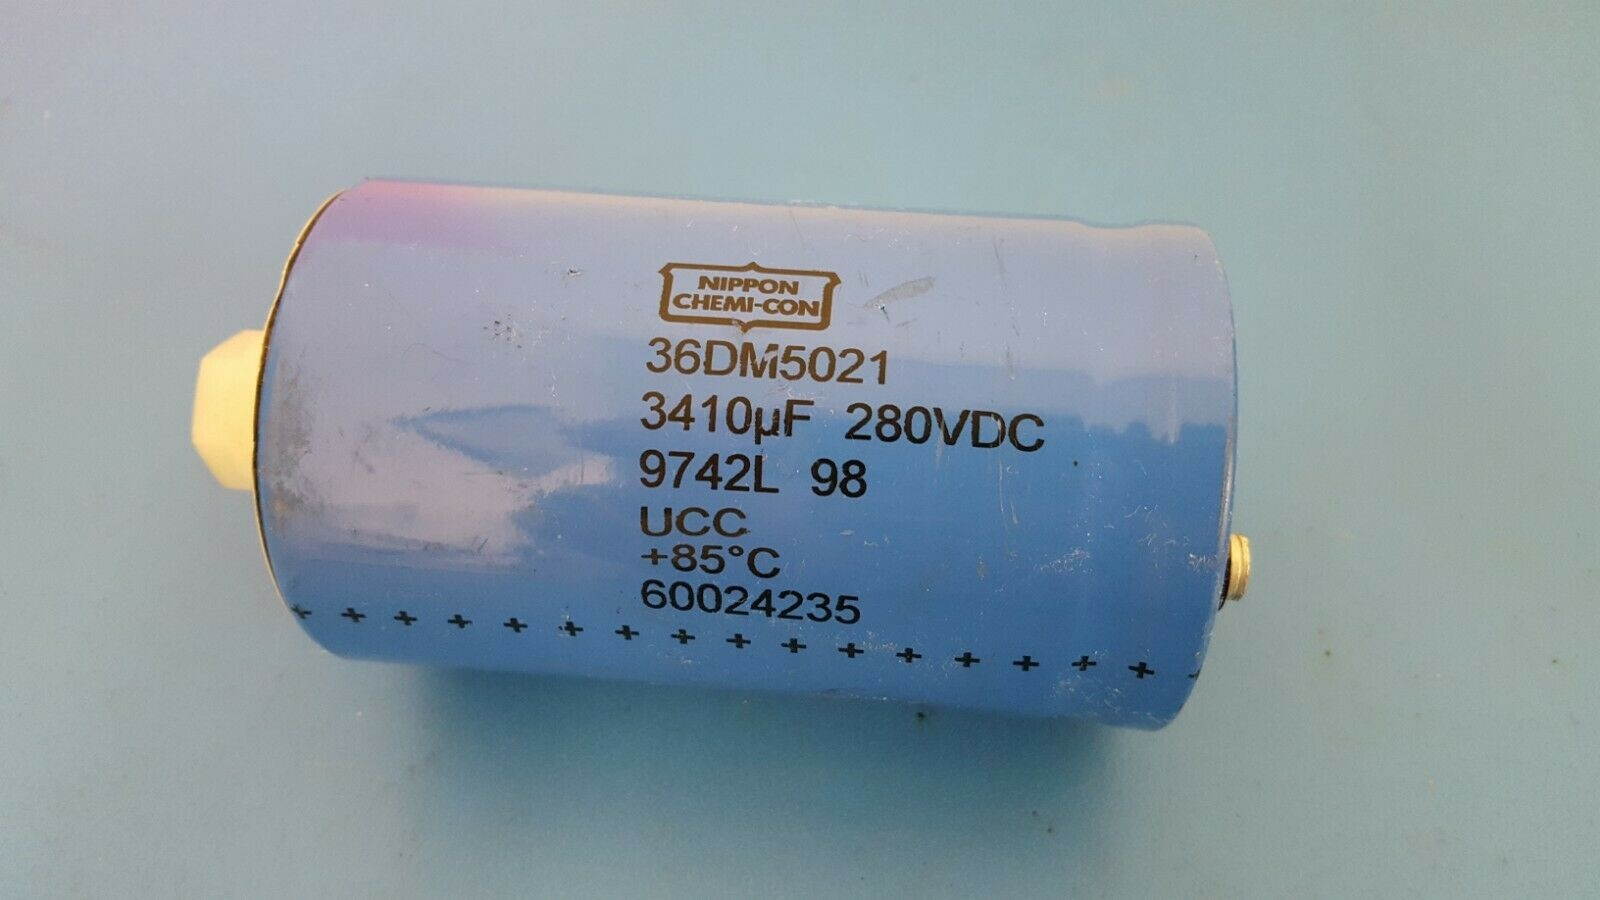 NIPPON
CHEMI-CON
36DM5021
3410µF 280VDC
9742L 98
UCC
+85°C
60024235
+ + + + + + + + + + + + + + + + +